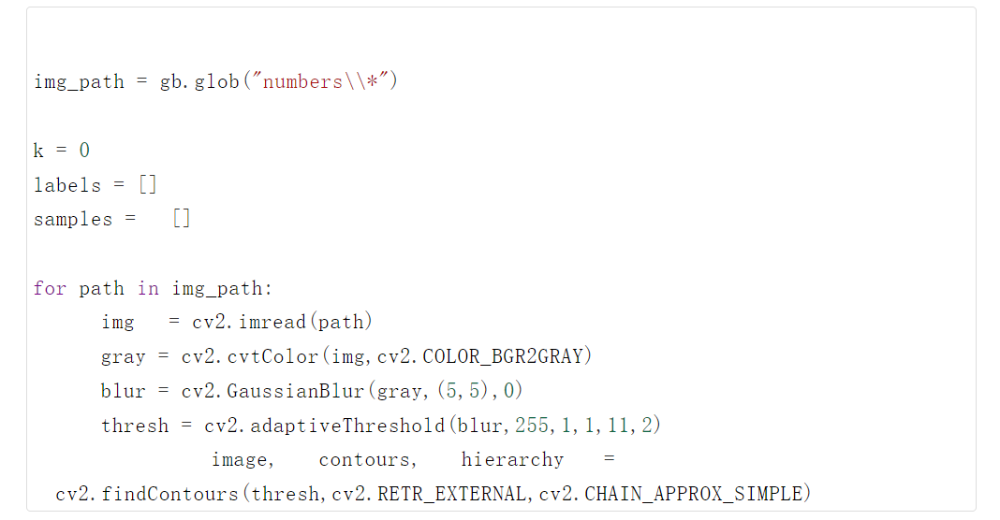 img_path = gb.glob("numbers\\*")
k = 0
labels = []
samples =   []
for path in img_path:
      img   = cv2.imread(path)
      gray = cv2.cvtColor(img,cv2.COLOR_BGR2GRAY)
      blur = cv2.GaussianBlur(gray,(5,5),0)
      thresh = cv2.adaptiveThreshold(blur,255,1,1,11,2)
                image,    contours,    hierarchy    =
  cv2.findContours(thresh,cv2.RETR_EXTERNAL,cv2.CHAIN_APPROX_SIMPLE)